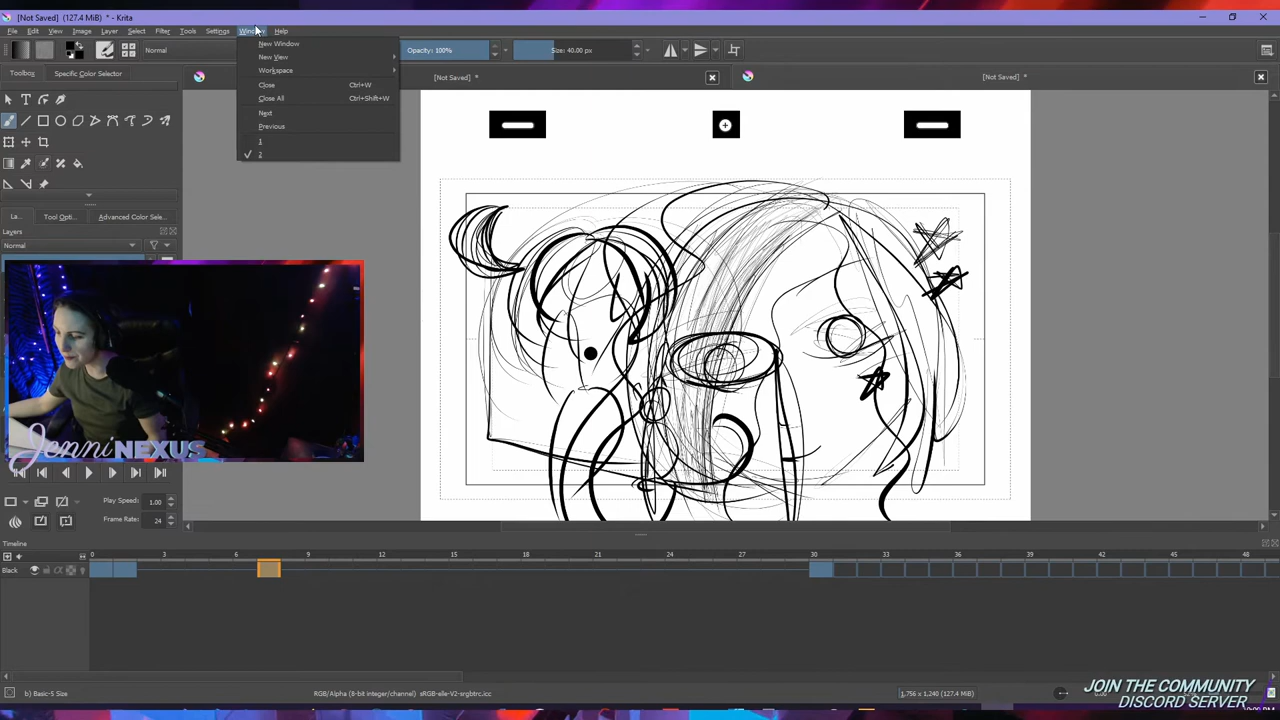 [Not Saved] (127.4 MiB) * - Krita
File Edit View Image Layer Select Filter Tools Settings Window Help
Normal
Opacity: 100%
Size: 40.00 px
Toolbox
Specific Color Selector
[Not Saved] *
[Not Saved] *
New Window
New View
Workspace
Close Ctrl+W
Close All Ctrl+Shift+W
Next
Previous
1
2
La...
Tool Opti...
Advanced Color Sele...
Layers
Normal
Jenni NEXUS
Play Speed: 1.00
Frame Rate: 24
Timeline
0 3 6 9 12 15 18 21 24 27 30 33 36 39 42 45 48
Black
b) Basic-5 Size
RGB/Alpha (8-bit integer/channel) sRGB-elle-V2-srgbtrc.icc
1,756 x 1,240 (127.4 MiB)
JOIN THE COMMUNITY
DISCORD SERVER